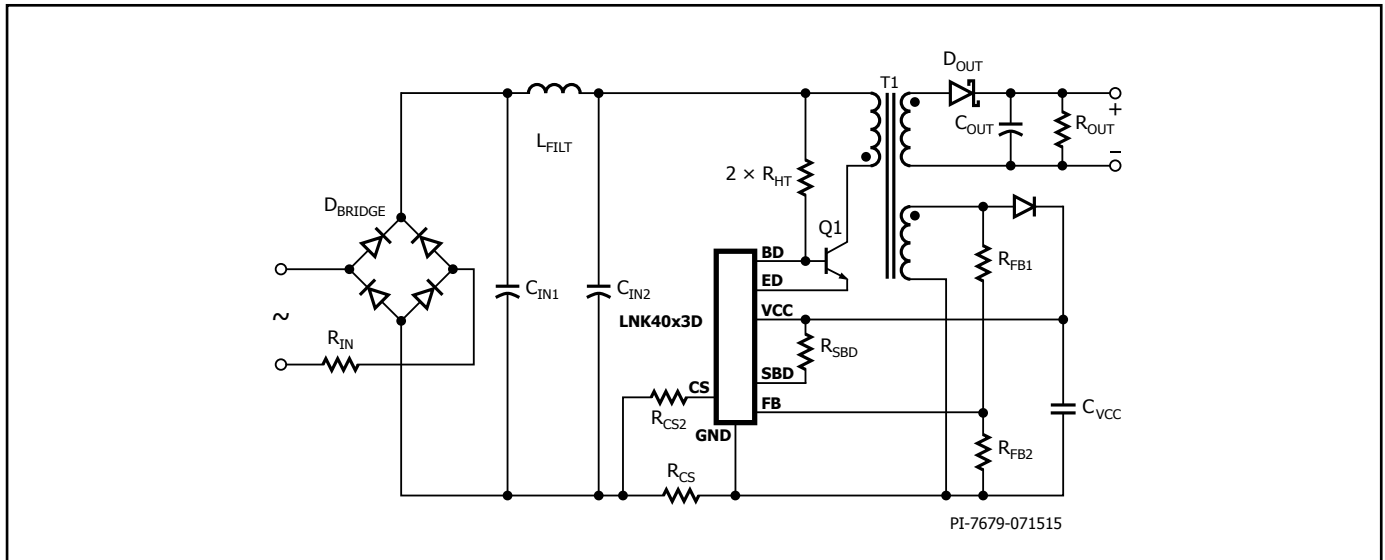 D_OUT
T1
C_OUT
R_OUT
+
−
L_FILT
2 × R_HT
D_BRIDGE
Q1
BD
ED
R_FB1
C_IN1
C_IN2
VCC
LNK40x3D
~
R_IN
R_SBD
SBD
CS
FB
R_CS2
C_VCC
GND
R_FB2
R_CS
PI-7679-071515